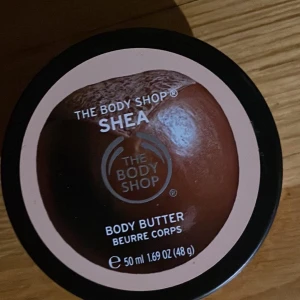 THE BODY SHOP®
SHEA
THE
BODY
SHOP
®
BODY BUTTER
BEURRE CORPS
℮ 50 ml 1.69 OZ (48 g)